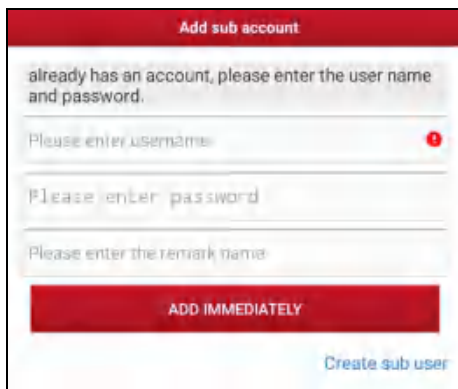 Add sub account
already has an account, please enter the user name
and password.
Please enter username
Please enter password
Please enter the remark name
ADD IMMEDIATELY
Create sub user